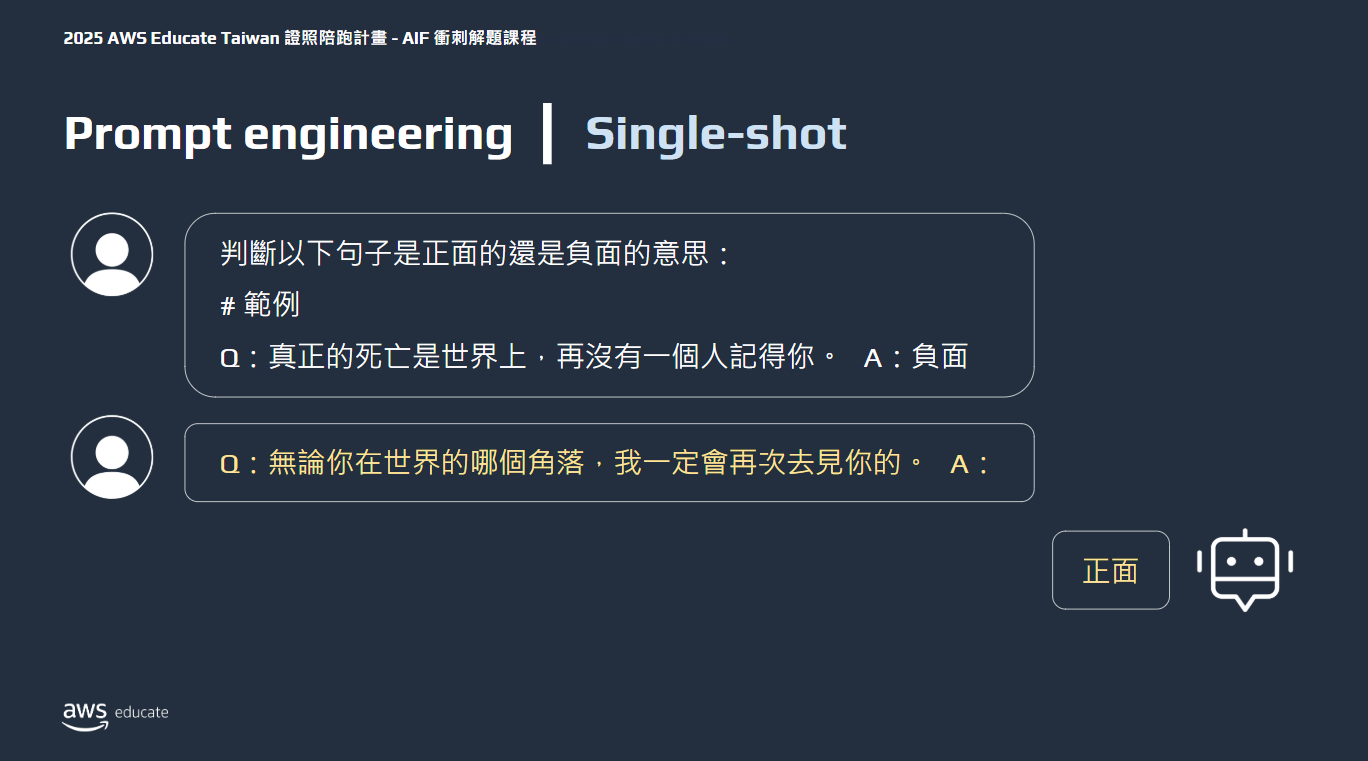 2025 AWS Educate Taiwan 證照陪跑計畫 - AIF 衝刺解題課程
Prompt engineering | Single-shot
判斷以下句子是正面的還是負面的意思：
# 範例
Q：真正的死亡是世界上，再沒有一個人記得你。 A：負面
Q：無論你在世界的哪個角落，我一定會再次去見你的。 A：
正面
aws educate